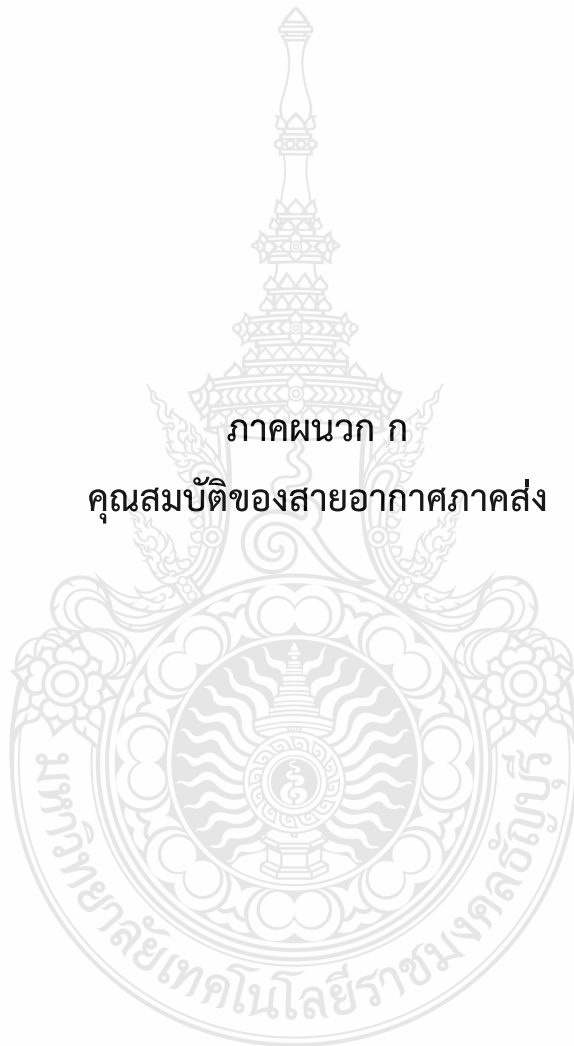 ภาคผนวก ก
คุณสมบัติของสายอากาศภาคส่ง
มหาวิทยาลัยเทคโนโลยีราชมงคลธัญบุรี